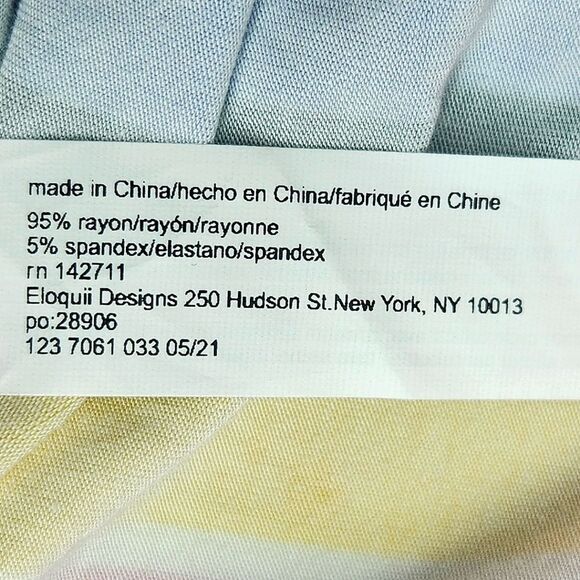 made in China/hecho en China/fabriqué en Chine
95% rayon/rayón/rayonne
5% spandex/elastano/spandex
rn 142711
Eloquii Designs 250 Hudson St.New York, NY 10013
po:28906
123 7061 033 05/21